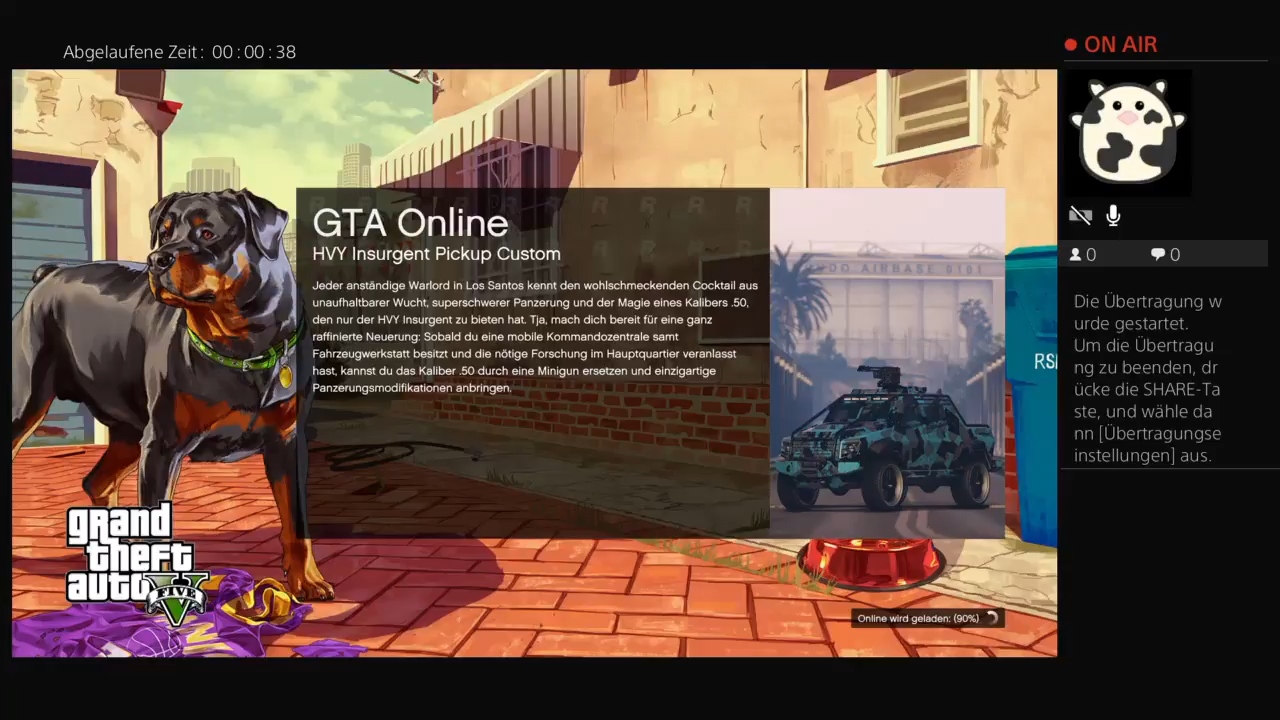 Abgelaufene Zeit: 00:00:38
ON AIR
GTA Online
HVY Insurgent Pickup Custom
Jeder anständige Warlord in Los Santos kennt den wohlschmeckenden Cocktail aus
unaufhaltbarer Wucht, superschwerer Panzerung und der Magie eines Kalibers .50,
den nur der HVY Insurgent zu bieten hat. Tja, mach dich bereit für eine ganz
raffinierte Neuerung: Sobald du eine mobile Kommandozentrale samt
Fahrzeugwerkstatt besitzt und die nötige Forschung im Hauptquartier veranlasst
hast, kannst du das Kaliber .50 durch eine Minigun ersetzen und einzigartige
Panzerungsmodifikationen anbringen.
AIRBASE 0101
0
0
Die Übertragung w
urde gestartet.
Um die Übertragu
ng zu beenden, dr
ücke die SHARE-Ta
ste, und wähle da
nn [Übertragungse
instellungen] aus.
grand
theft
auto
V
FIVE
Online wird geladen: (90%)